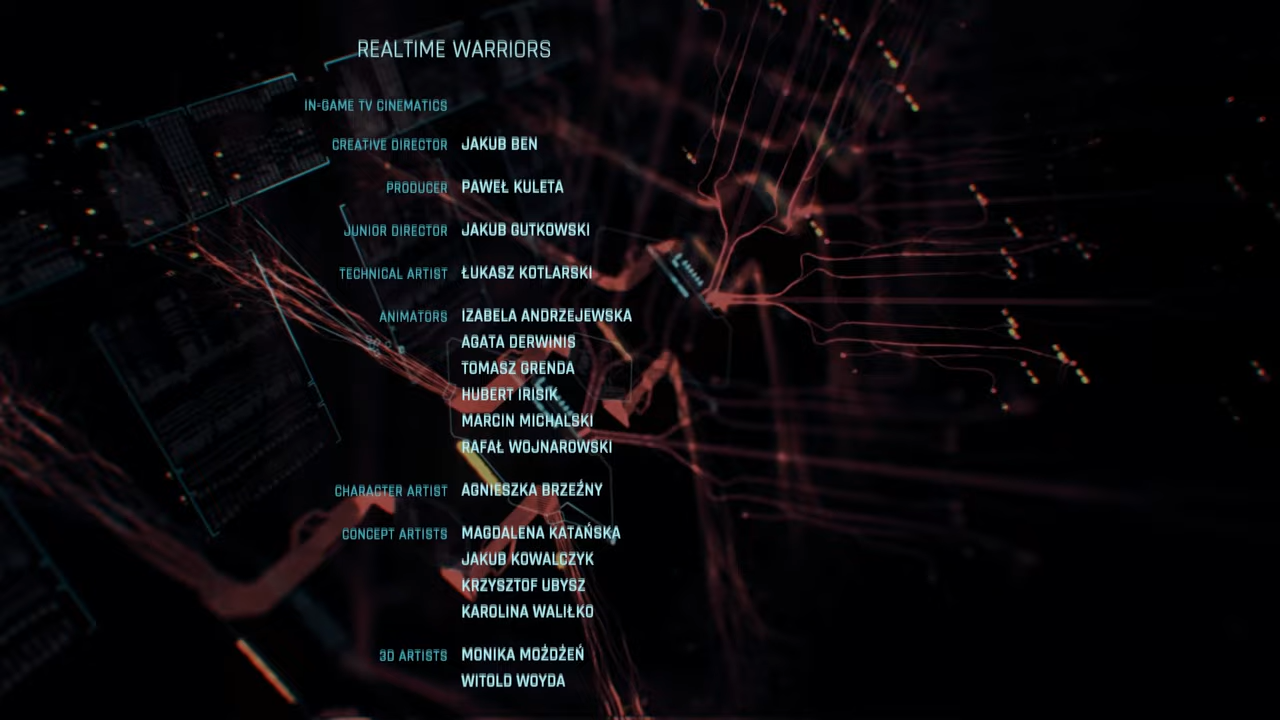 REALTIME WARRIORS
IN-GAME TV CINEMATICS
CREATIVE DIRECTOR JAKUB BEN
PRODUCER PAWEŁ KULETA
JUNIOR DIRECTOR JAKUB GUTKOWSKI
TECHNICAL ARTIST ŁUKASZ KOTLARSKI
ANIMATORS IZABELA ANDRZEJEWSKA
AGATA DERWINIS
TOMASZ GRENDA
HUBERT IRISIK
MARCIN MICHALSKI
RAFAŁ WOJNAROWSKI
CHARACTER ARTIST AGNIESZKA BRZEŹNY
CONCEPT ARTISTS MAGDALENA KATAŃSKA
JAKUB KOWALCZYK
KRZYSZTOF UBYSZ
KAROLINA WALIŁKO
3D ARTISTS MONIKA MOŻDŻEŃ
WITOLD WOYDA